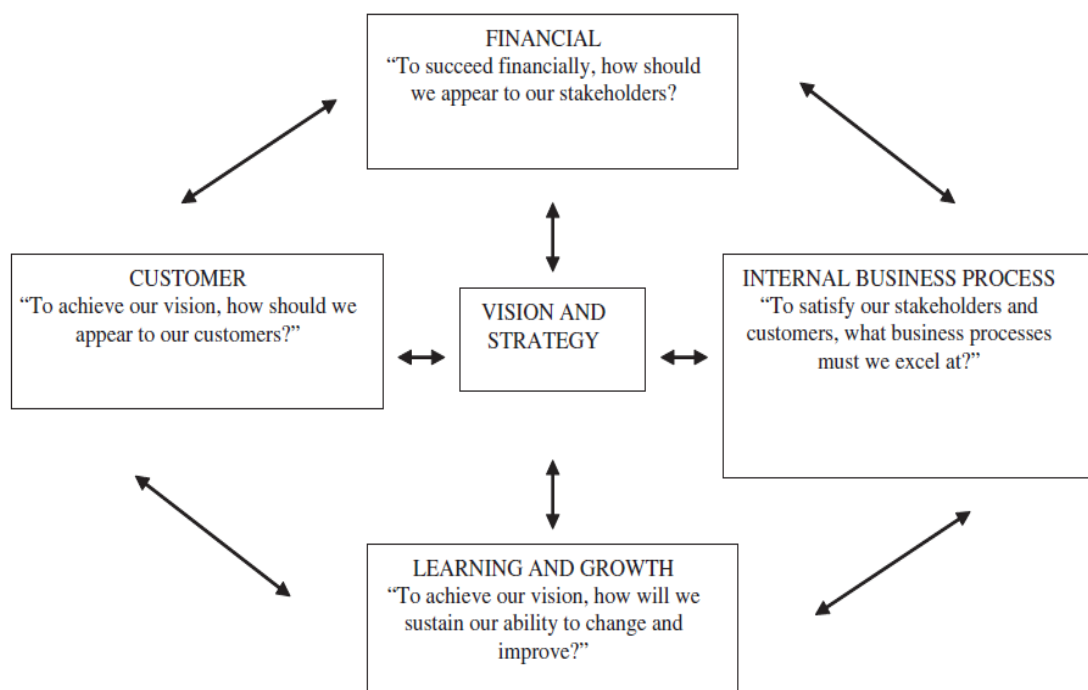 FINANCIAL
“To succeed financially, how should
we appear to our stakeholders?
CUSTOMER
“To achieve our vision, how should we
appear to our customers?”
VISION AND
STRATEGY
INTERNAL BUSINESS PROCESS
“To satisfy our stakeholders and
customers, what business processes
must we excel at?”
LEARNING AND GROWTH
“To achieve our vision, how will we
sustain our ability to change and
improve?”